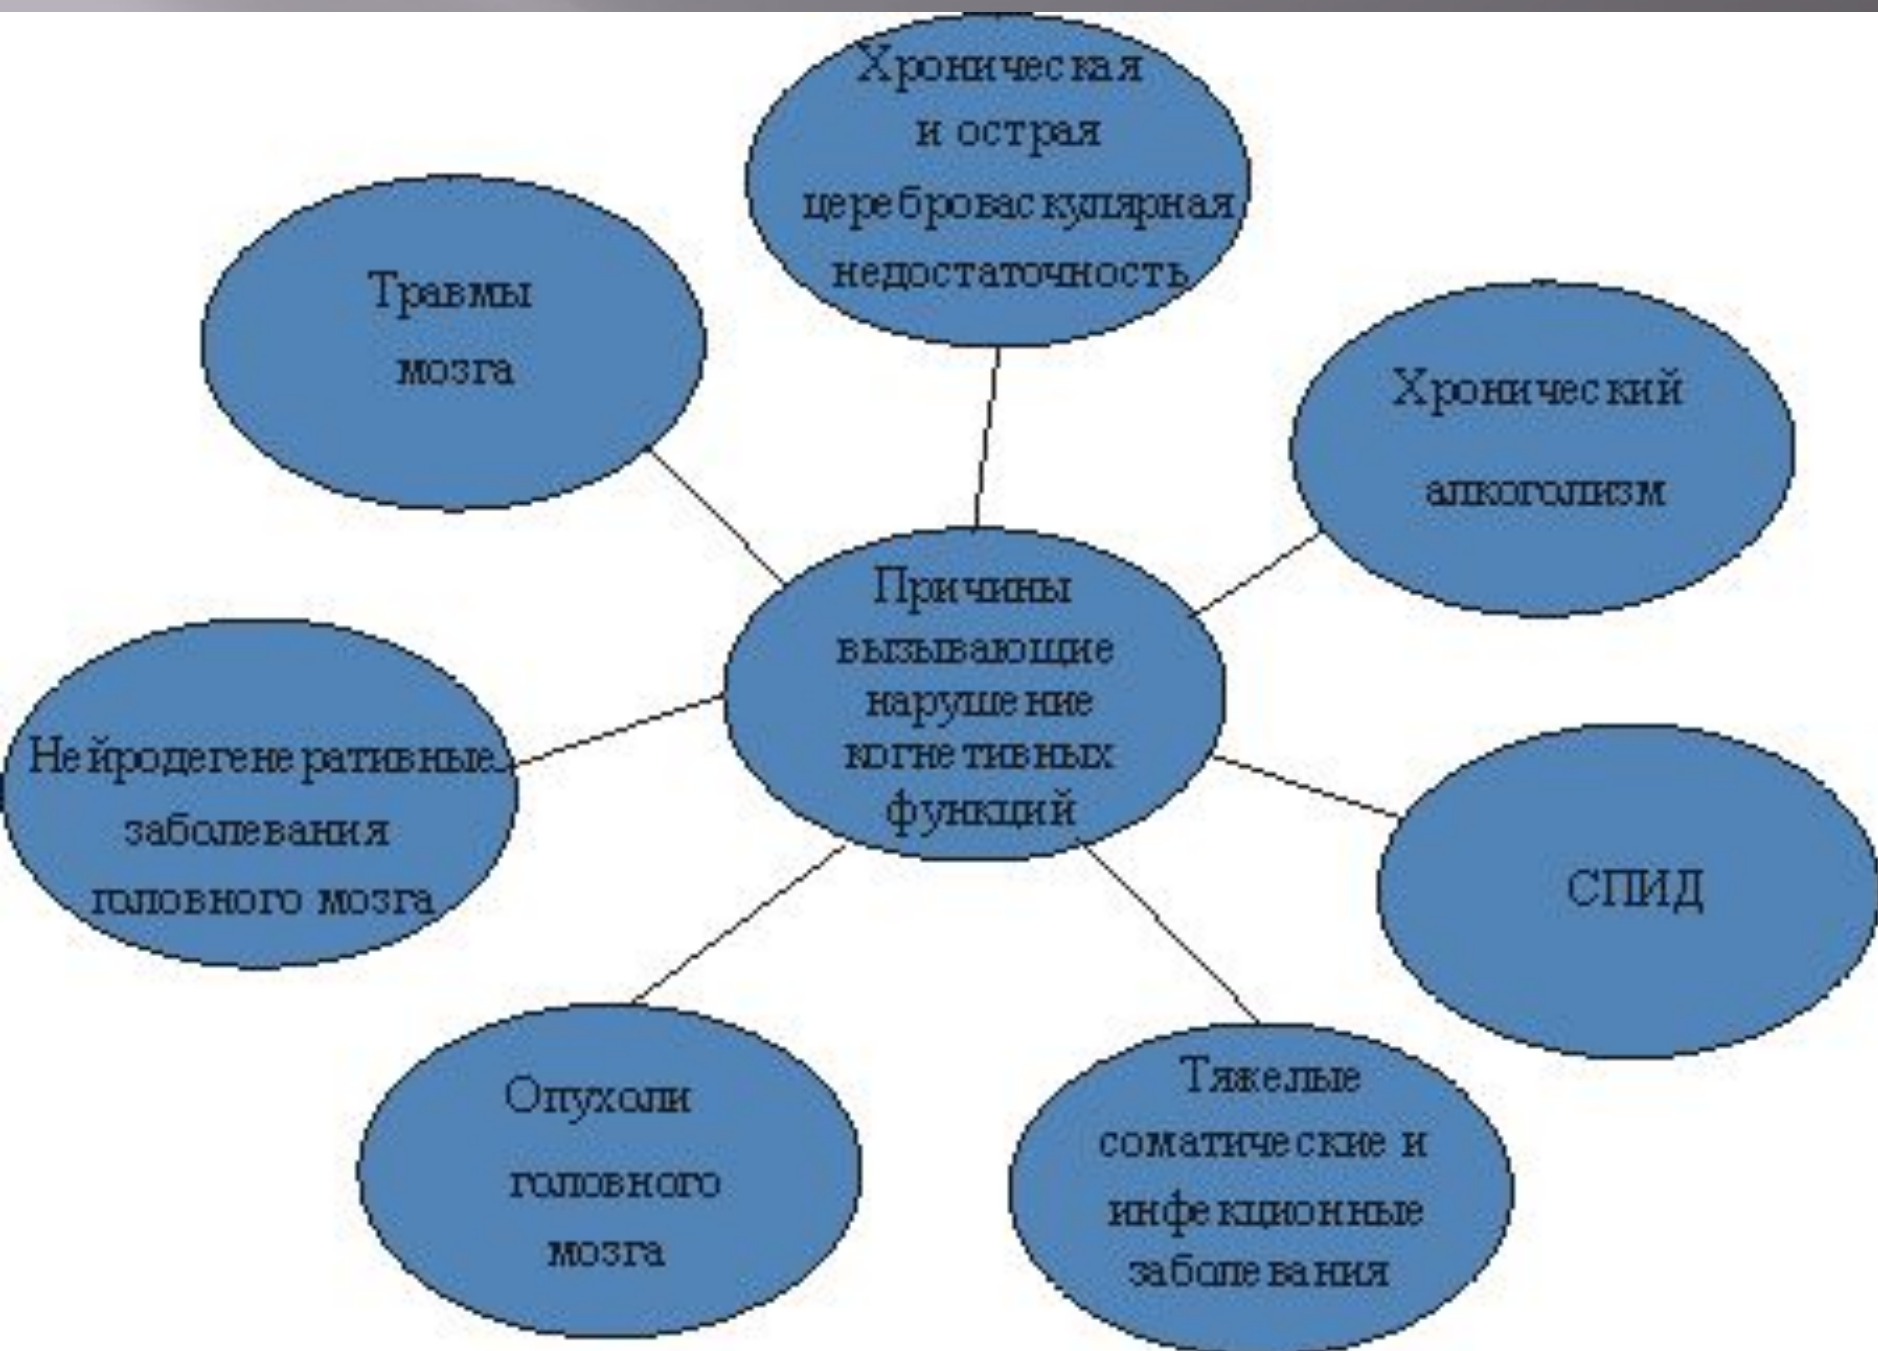 Хроническая
и острая
цереброваскулярная
недостаточность
Травмы
мозга
Хронический
алкоголизм
Причины
вызывающие
нарушение
когнетивных
функций
Нейродегенеративные
заболевания
головного мозга
СПИД
Опухоли
головного
мозга
Тяжелые
соматические и
инфекционные
заболевания